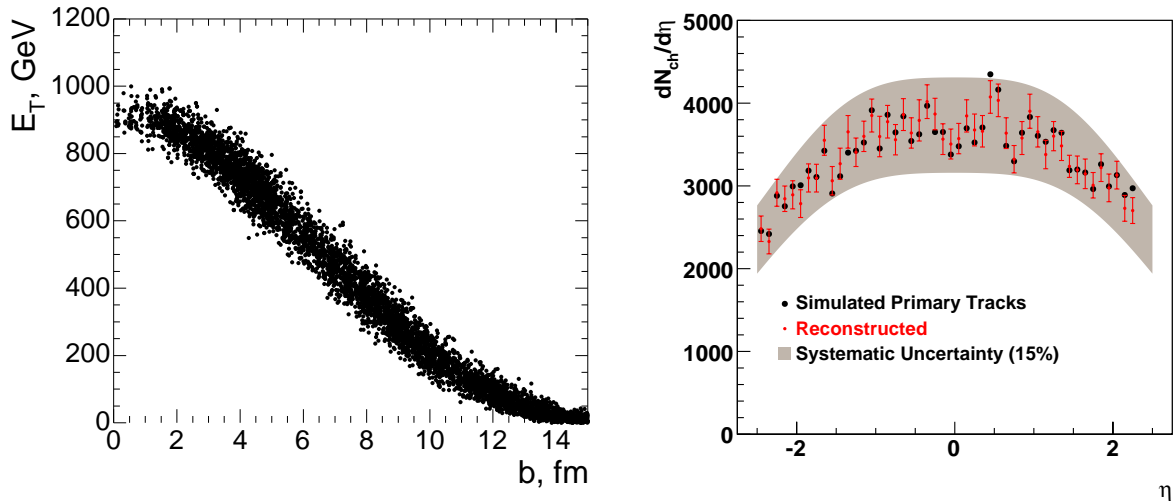 E_T, GeV
1200
1000
800
600
400
200
0
0 2 4 6 8 10 12 14
b, fm
dN_ch/dη
5000
4000
3000
2000
1000
0
Simulated Primary Tracks
Reconstructed
Systematic Uncertainty (15%)
-2 0 2
η